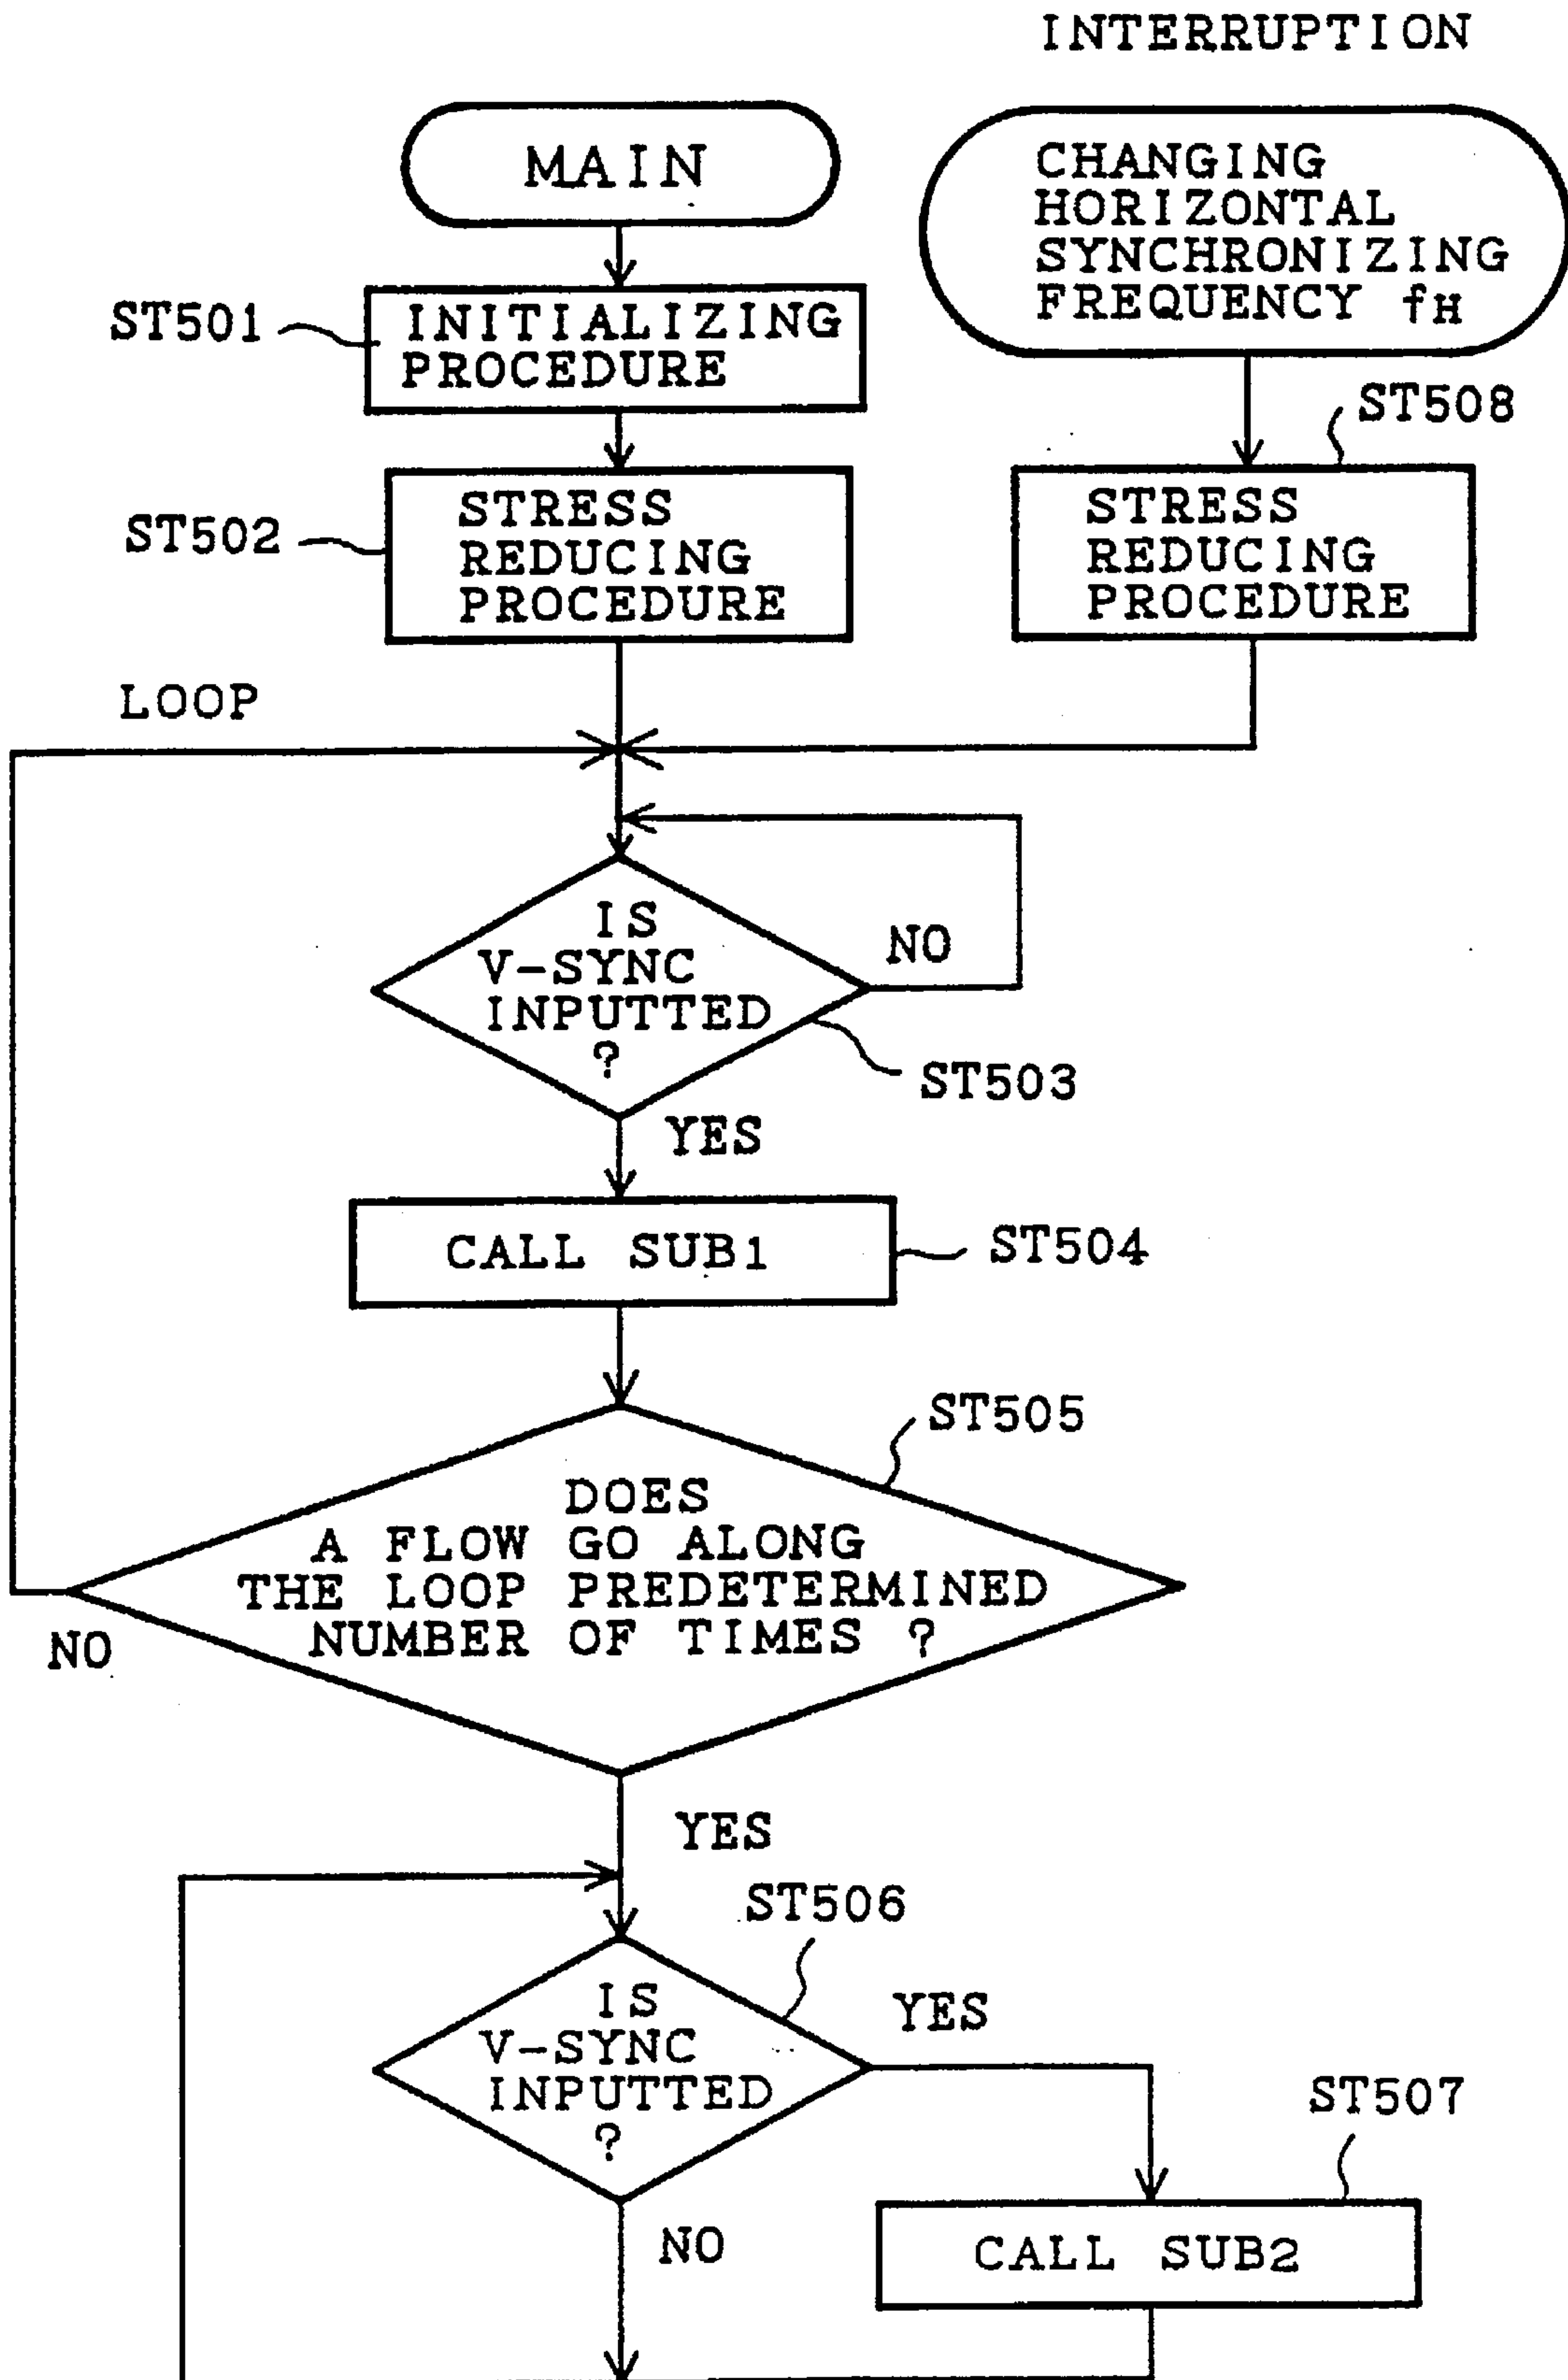 INTERRUPTION
MAIN
CHANGING
HORIZONTAL
SYNCHRONIZING
FREQUENCY fH
ST501
INITIALIZING
PROCEDURE
ST508
ST502
STRESS
REDUCING
PROCEDURE
STRESS
REDUCING
PROCEDURE
LOOP
IS
V-SYNC
INPUTTED
?
NO
ST503
YES
CALL SUB1
ST504
ST505
DOES
A FLOW GO ALONG
THE LOOP PREDETERMINED
NUMBER OF TIMES ?
NO
YES
ST506
IS
V-SYNC
INPUTTED
?
YES
ST507
NO
CALL SUB2